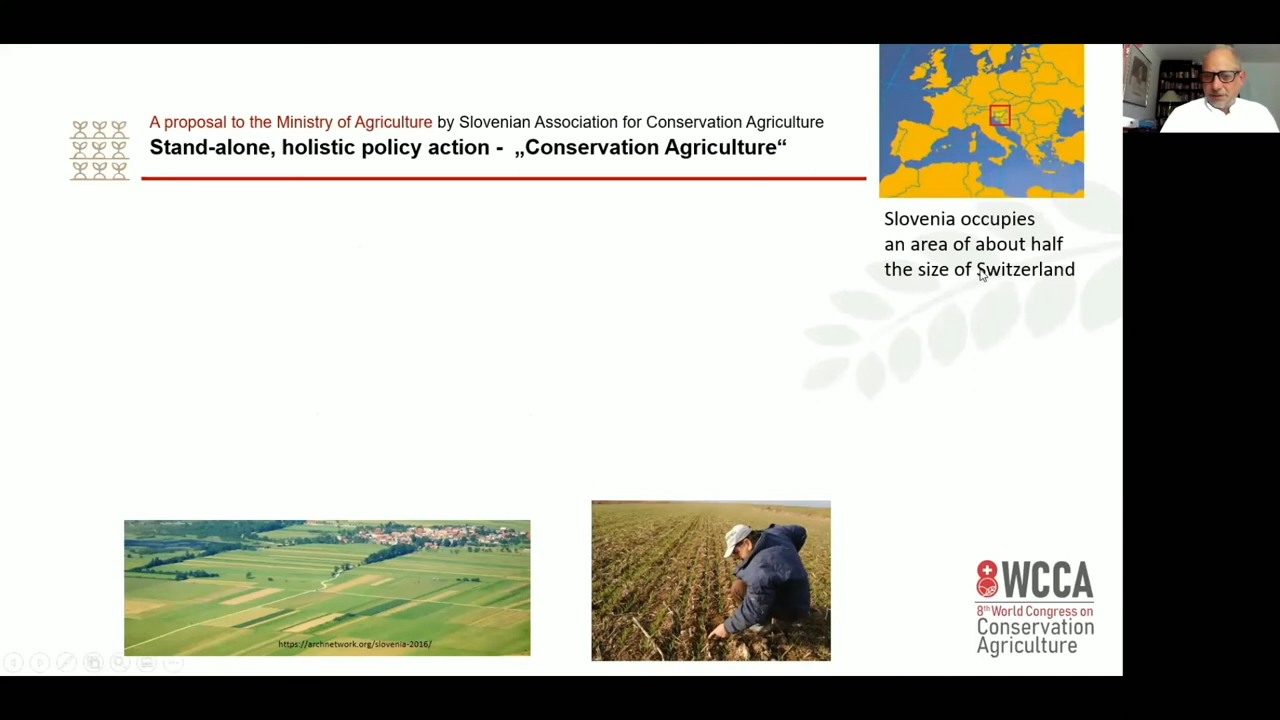 A proposal to the Ministry of Agriculture by Slovenian Association for Conservation Agriculture
Stand-alone, holistic policy action - „Conservation Agriculture“
Slovenia occupies
an area of about half
the size of Switzerland
https://archnetwork.org/slovenia-2016/
WCCA
8th World Congress on
Conservation
Agriculture